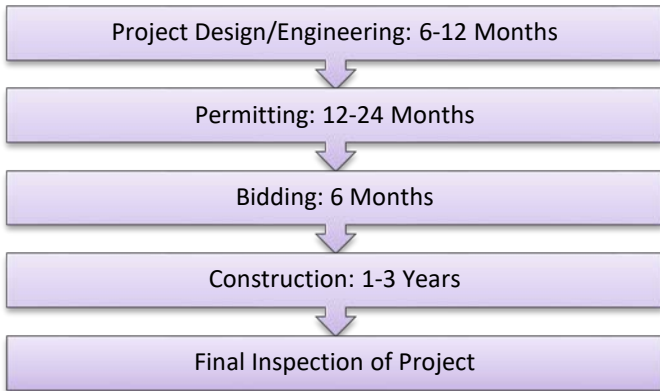 Project Design/Engineering: 6-12 Months
Permitting: 12-24 Months
Bidding: 6 Months
Construction: 1-3 Years
Final Inspection of Project